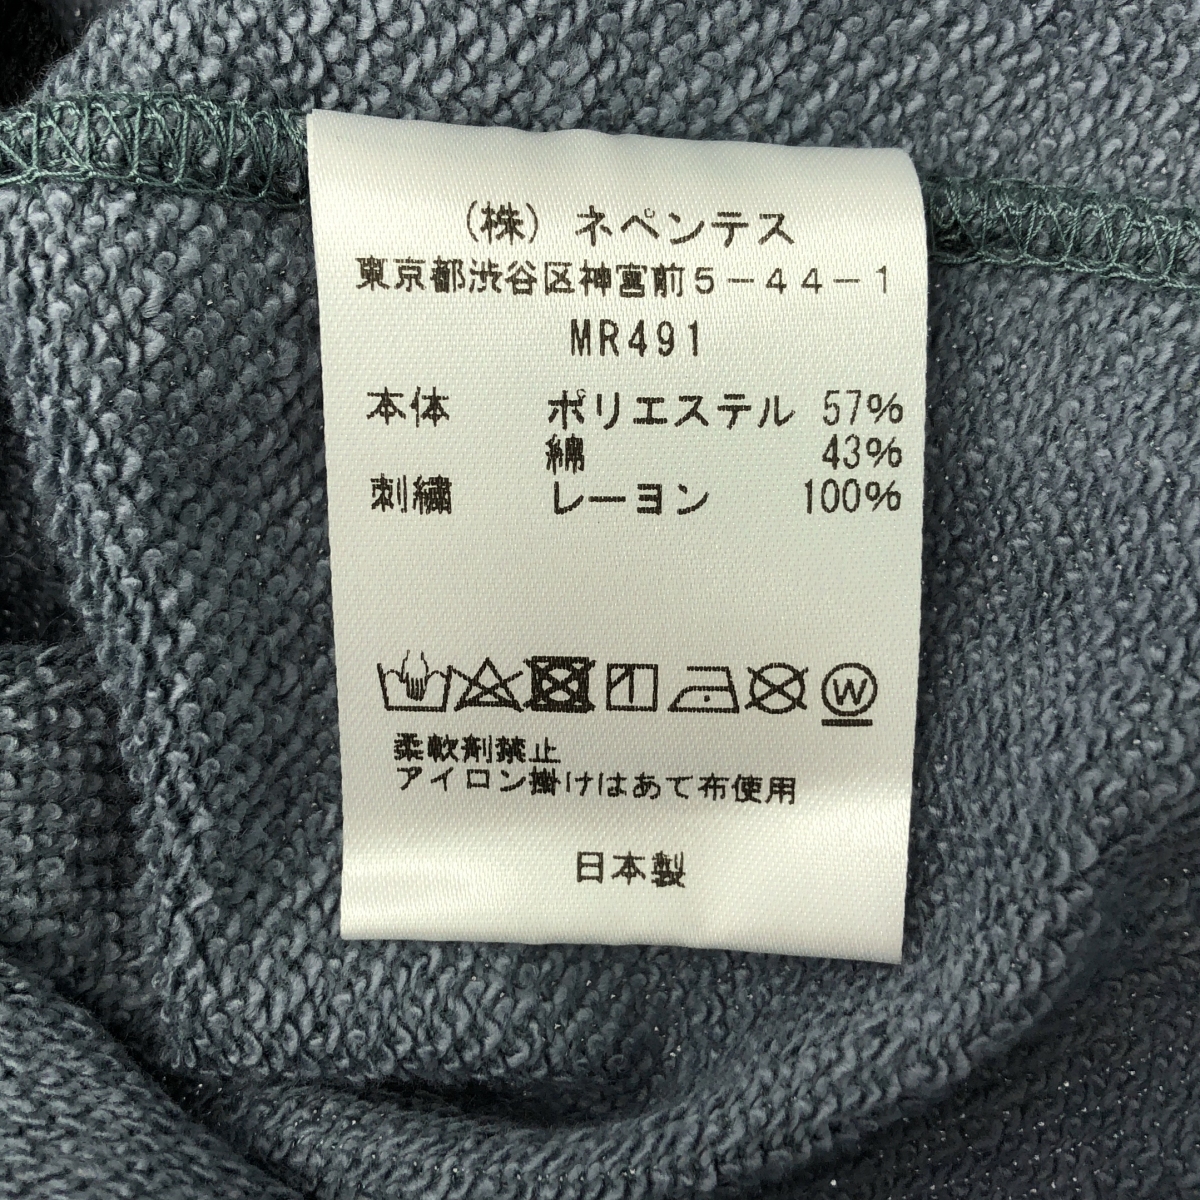 (株) ネペンテス
東京都渋谷区神宮前5-44-1
MR491
本体 ポリエステル 57%
綿 43%
刺繍 レーヨン 100%
W
柔軟剤禁止
アイロン掛けはあて布使用
日本製